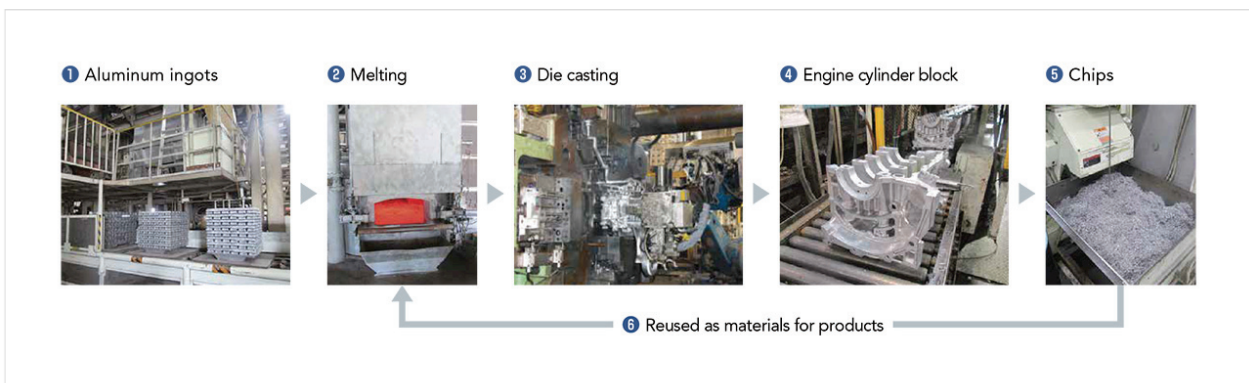 ❶ Aluminum ingots
❷ Melting
❸ Die casting
❹ Engine cylinder block
❺ Chips
❻ Reused as materials for products